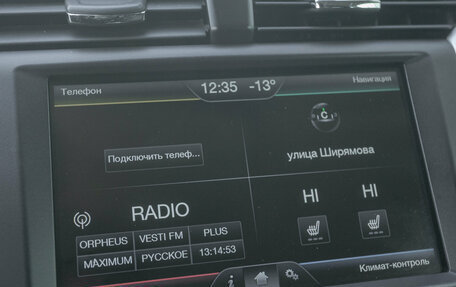 Телефон
12:35 -13°
Навигация
С
улица Ширямова
Подключить телеф...
RADIO
ORPHEUS VESTI FM PLUS
MAXIMUM РУССКОЕ 13:14:53
HI HI
Климат-контроль